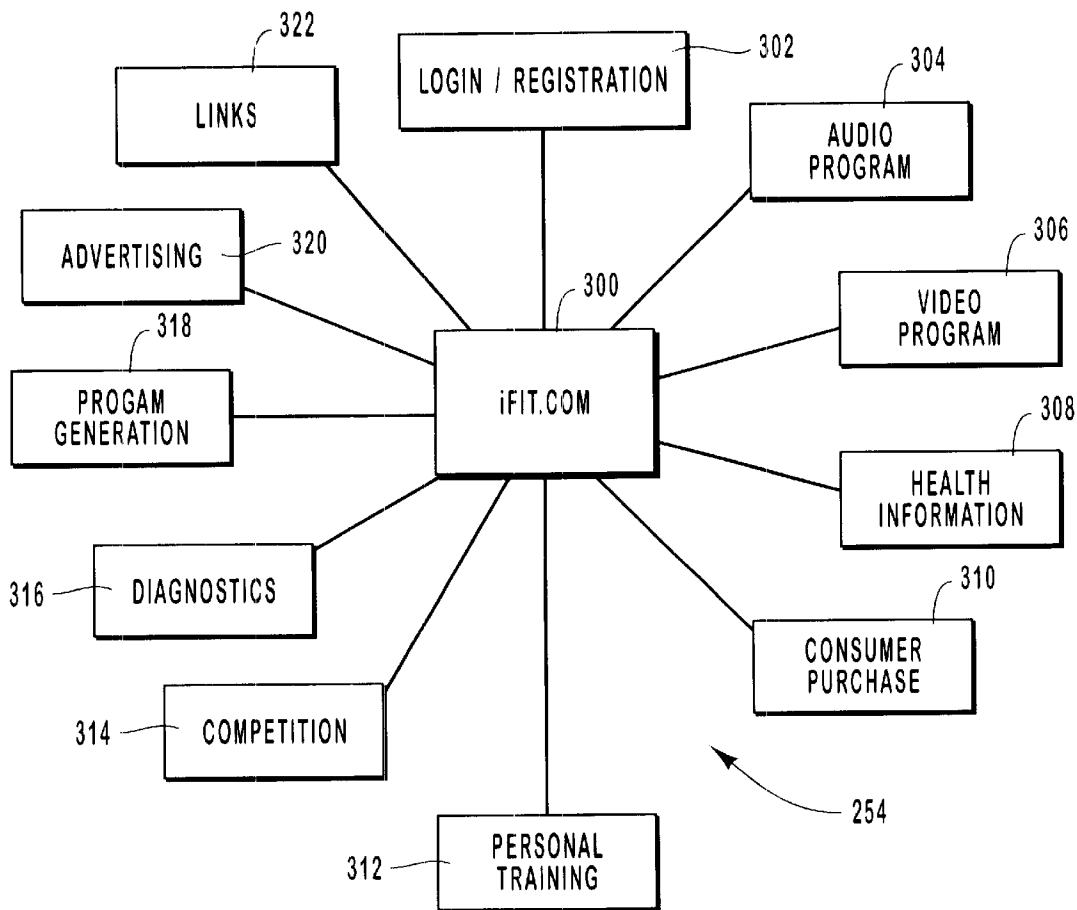 322
302
304
LOGIN / REGISTRATION
LINKS
AUDIO
PROGRAM
ADVERTISING
320
306
300
VIDEO
PROGRAM
318
iFIT.COM
PROGAM
GENERATION
308
HEALTH
INFORMATION
316
DIAGNOSTICS
310
CONSUMER
PURCHASE
314
COMPETITION
254
312
PERSONAL
TRAINING